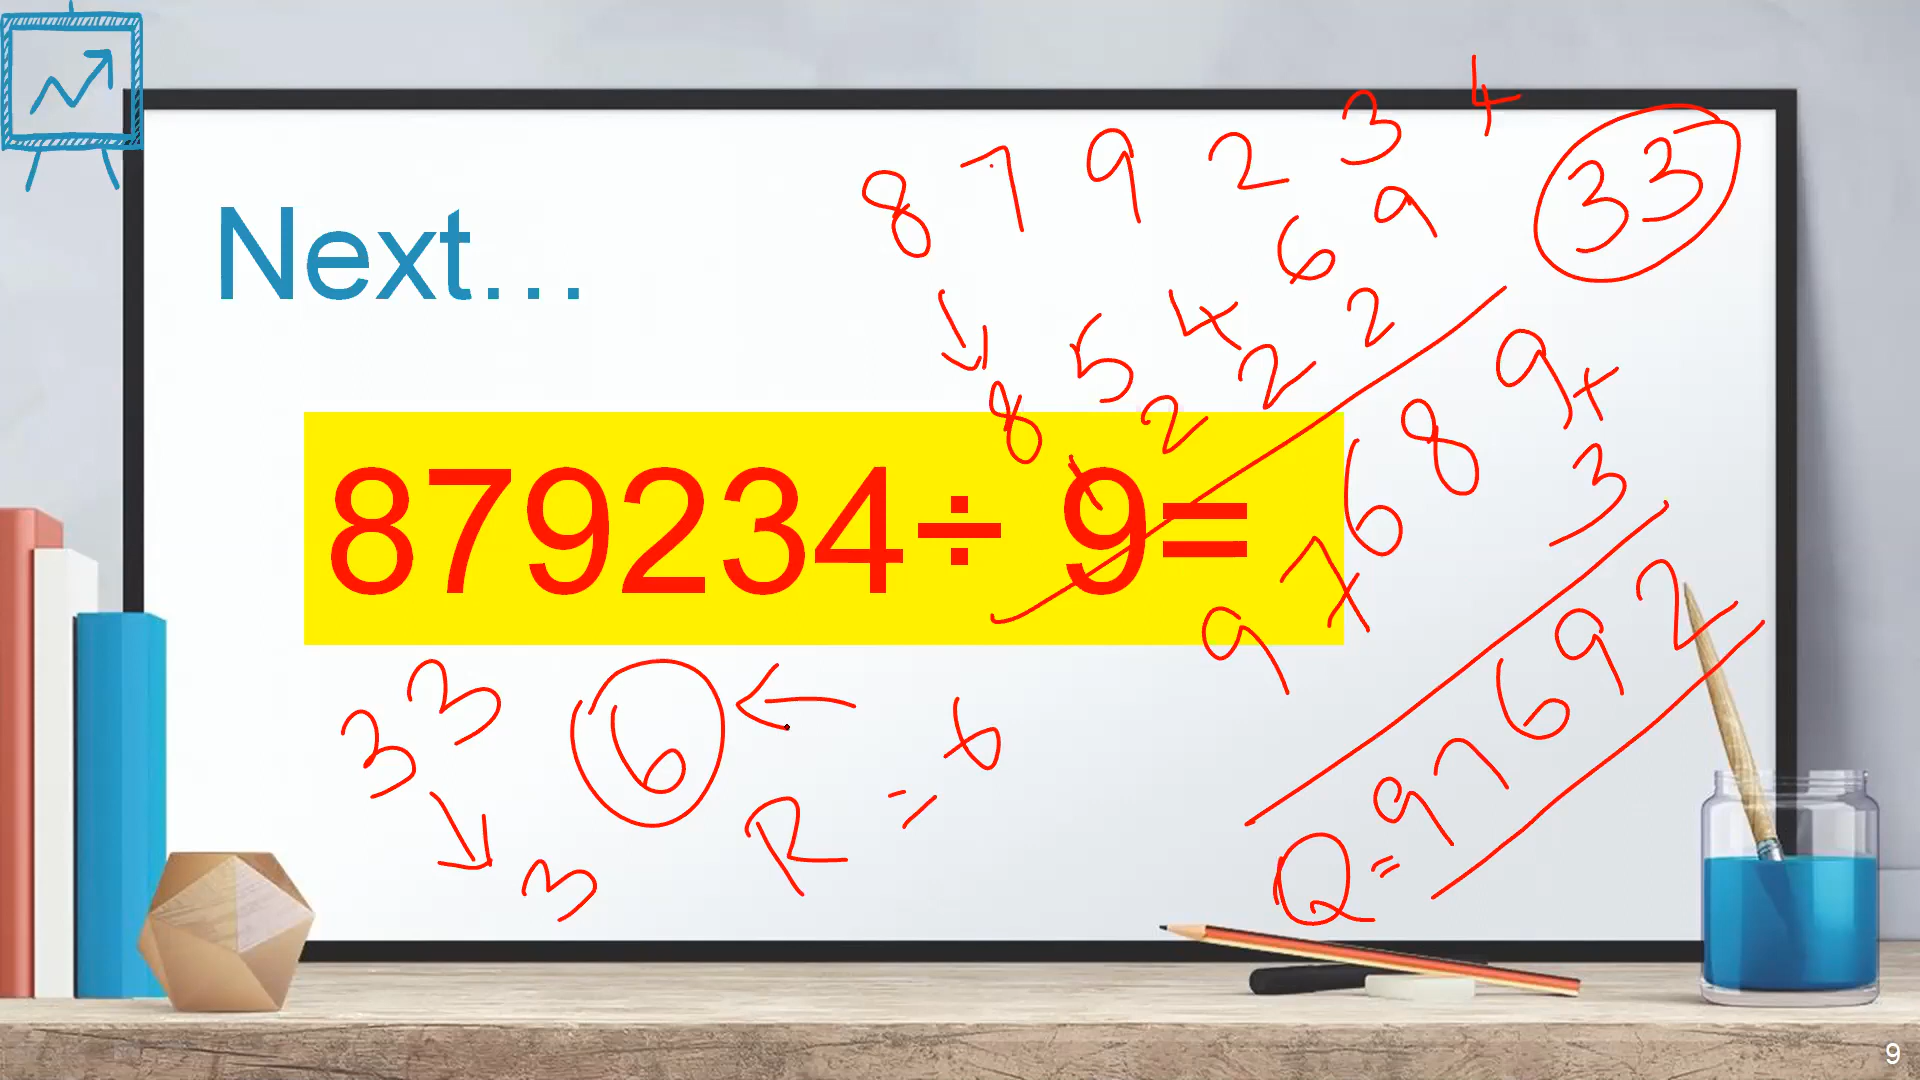 Next...
879234÷ 9=
8 7 9 2 3 4
33
8 5 4 6 9
1 2 2 2
9 7 6 8 9 +
3
Q = 97692
33
3
6
R = 6
9